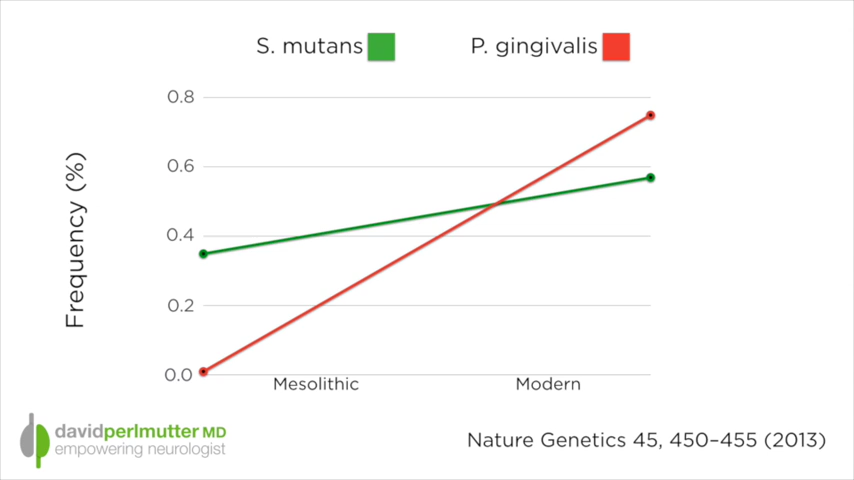 S. mutans
P. gingivalis
Frequency (%)
0.8
0.6
0.4
0.2
0.0
Mesolithic
Modern
davidperlmutter MD
empowering neurologist
Nature Genetics 45, 450–455 (2013)